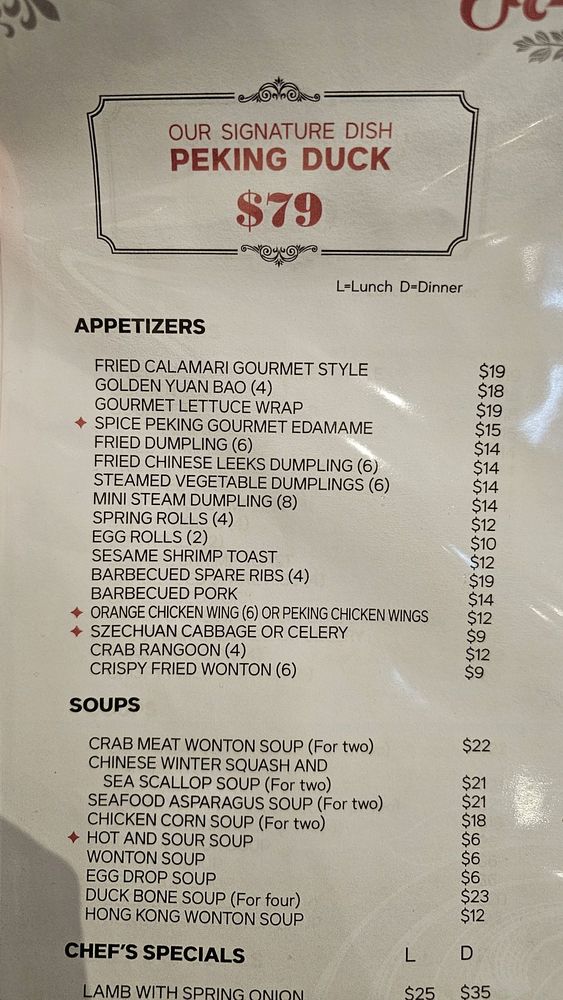 OUR SIGNATURE DISH
PEKING DUCK
$79
L=Lunch D=Dinner
APPETIZERS
FRIED CALAMARI GOURMET STYLE $19
GOLDEN YUAN BAO (4) $18
GOURMET LETTUCE WRAP $19
✦ SPICE PEKING GOURMET EDAMAME $15
FRIED DUMPLING (6) $14
FRIED CHINESE LEEKS DUMPLING (6) $14
STEAMED VEGETABLE DUMPLINGS (6) $14
MINI STEAM DUMPLING (8) $14
SPRING ROLLS (4) $12
EGG ROLLS (2) $10
SESAME SHRIMP TOAST $12
BARBECUED SPARE RIBS (4) $19
BARBECUED PORK $14
✦ ORANGE CHICKEN WING (6) OR PEKING CHICKEN WINGS $12
✦ SZECHUAN CABBAGE OR CELERY $9
CRAB RANGOON (4) $12
CRISPY FRIED WONTON (6) $9
SOUPS
CRAB MEAT WONTON SOUP (For two) $22
CHINESE WINTER SQUASH AND
SEA SCALLOP SOUP (For two) $21
SEAFOOD ASPARAGUS SOUP (For two) $21
CHICKEN CORN SOUP (For two) $18
✦ HOT AND SOUR SOUP $6
WONTON SOUP $6
EGG DROP SOUP $6
DUCK BONE SOUP (For four) $23
HONG KONG WONTON SOUP $12
CHEF'S SPECIALS L D
LAMB WITH SPRING ONION $25 $35